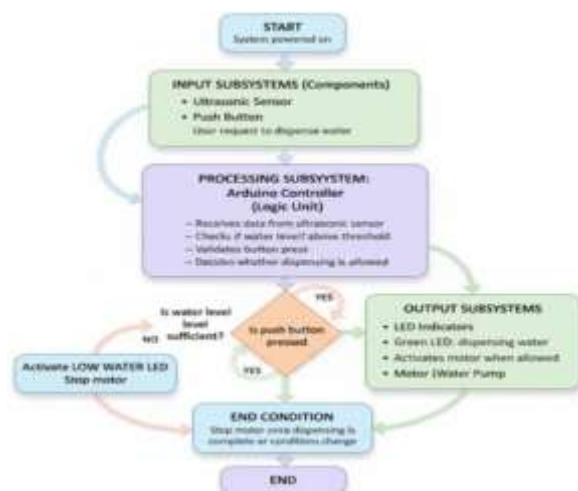 START
System powered on
INPUT SUBSYSTEMS (Components)
• Ultrasonic Sensor
• Push Button
User request to dispense water
PROCESSING SUBSYYSTEM:
Arduino Controller
(Logic Unit)
– Receives data from ultrasonic sensor
– Checks if water level/ above threshold
– Validates button press
– Decides whether dispensing is allowed
YES
Is water level
level
sufficient?
NO
Is push button
pressed
YES
OUTPUT SUBSYSTEMS
• LED Indicators
• Green LED: dispensing water
• Activates motor when allowed
• Motor (Water Pump
Activate LOW WATER LED
Stop motor
END CONDITION
Stop motor once dispensing is
complete or conditions change
END